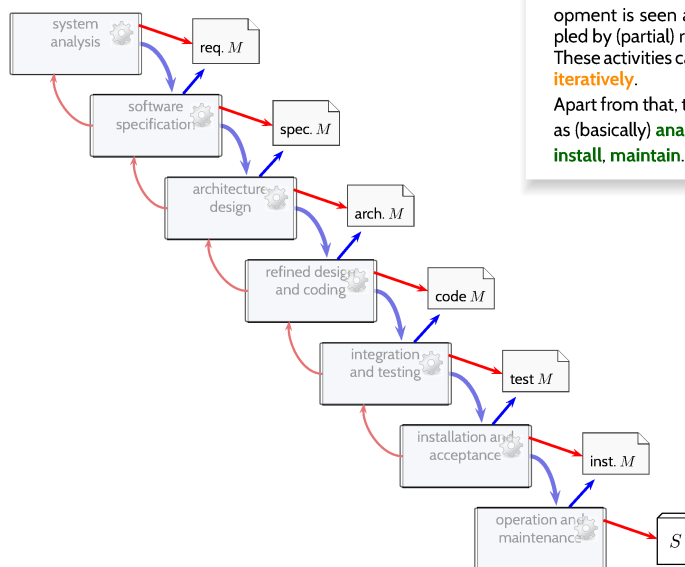 system
analysis
req. M
software
specification
spec. M
architecture
design
arch. M
refined design
and coding
code M
integration
and testing
test M
installation and
acceptance
inst. M
operation and
maintenance
S
opment is seen a
pled by (partial) r
These activities ca
iteratively.
Apart from that, t
as (basically) ana
install, maintain.